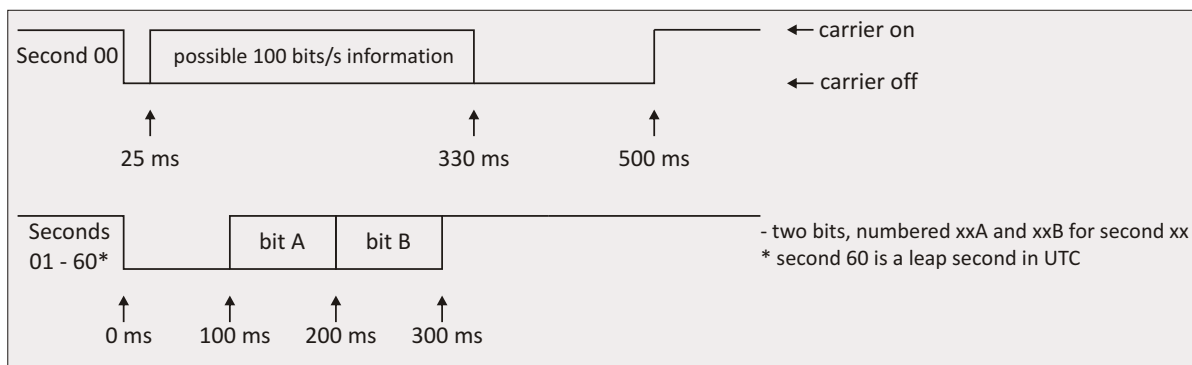 ← carrier on
Second 00
possible 100 bits/s information
← carrier off
25 ms
330 ms
500 ms
Seconds
01 - 60*
bit A
bit B
- two bits, numbered xxA and xxB for second xx
* second 60 is a leap second in UTC
0 ms
100 ms
200 ms
300 ms